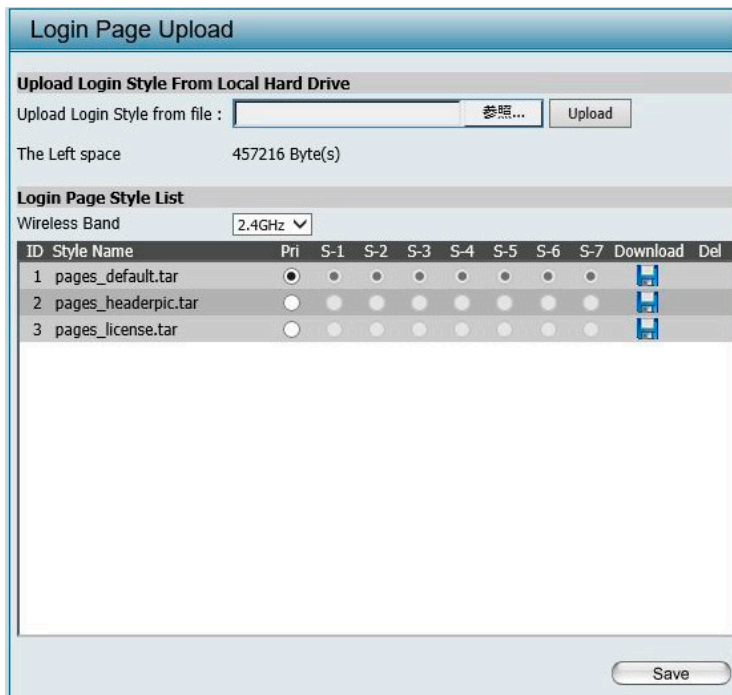 Login Page Upload
Upload Login Style From Local Hard Drive
Upload Login Style from file : 参照... Upload
The Left space 457216 Byte(s)
Login Page Style List
Wireless Band 2.4GHz
ID Style Name Pri S-1 S-2 S-3 S-4 S-5 S-6 S-7 Download Del
1 pages_default.tar
2 pages_headerpic.tar
3 pages_license.tar
Save